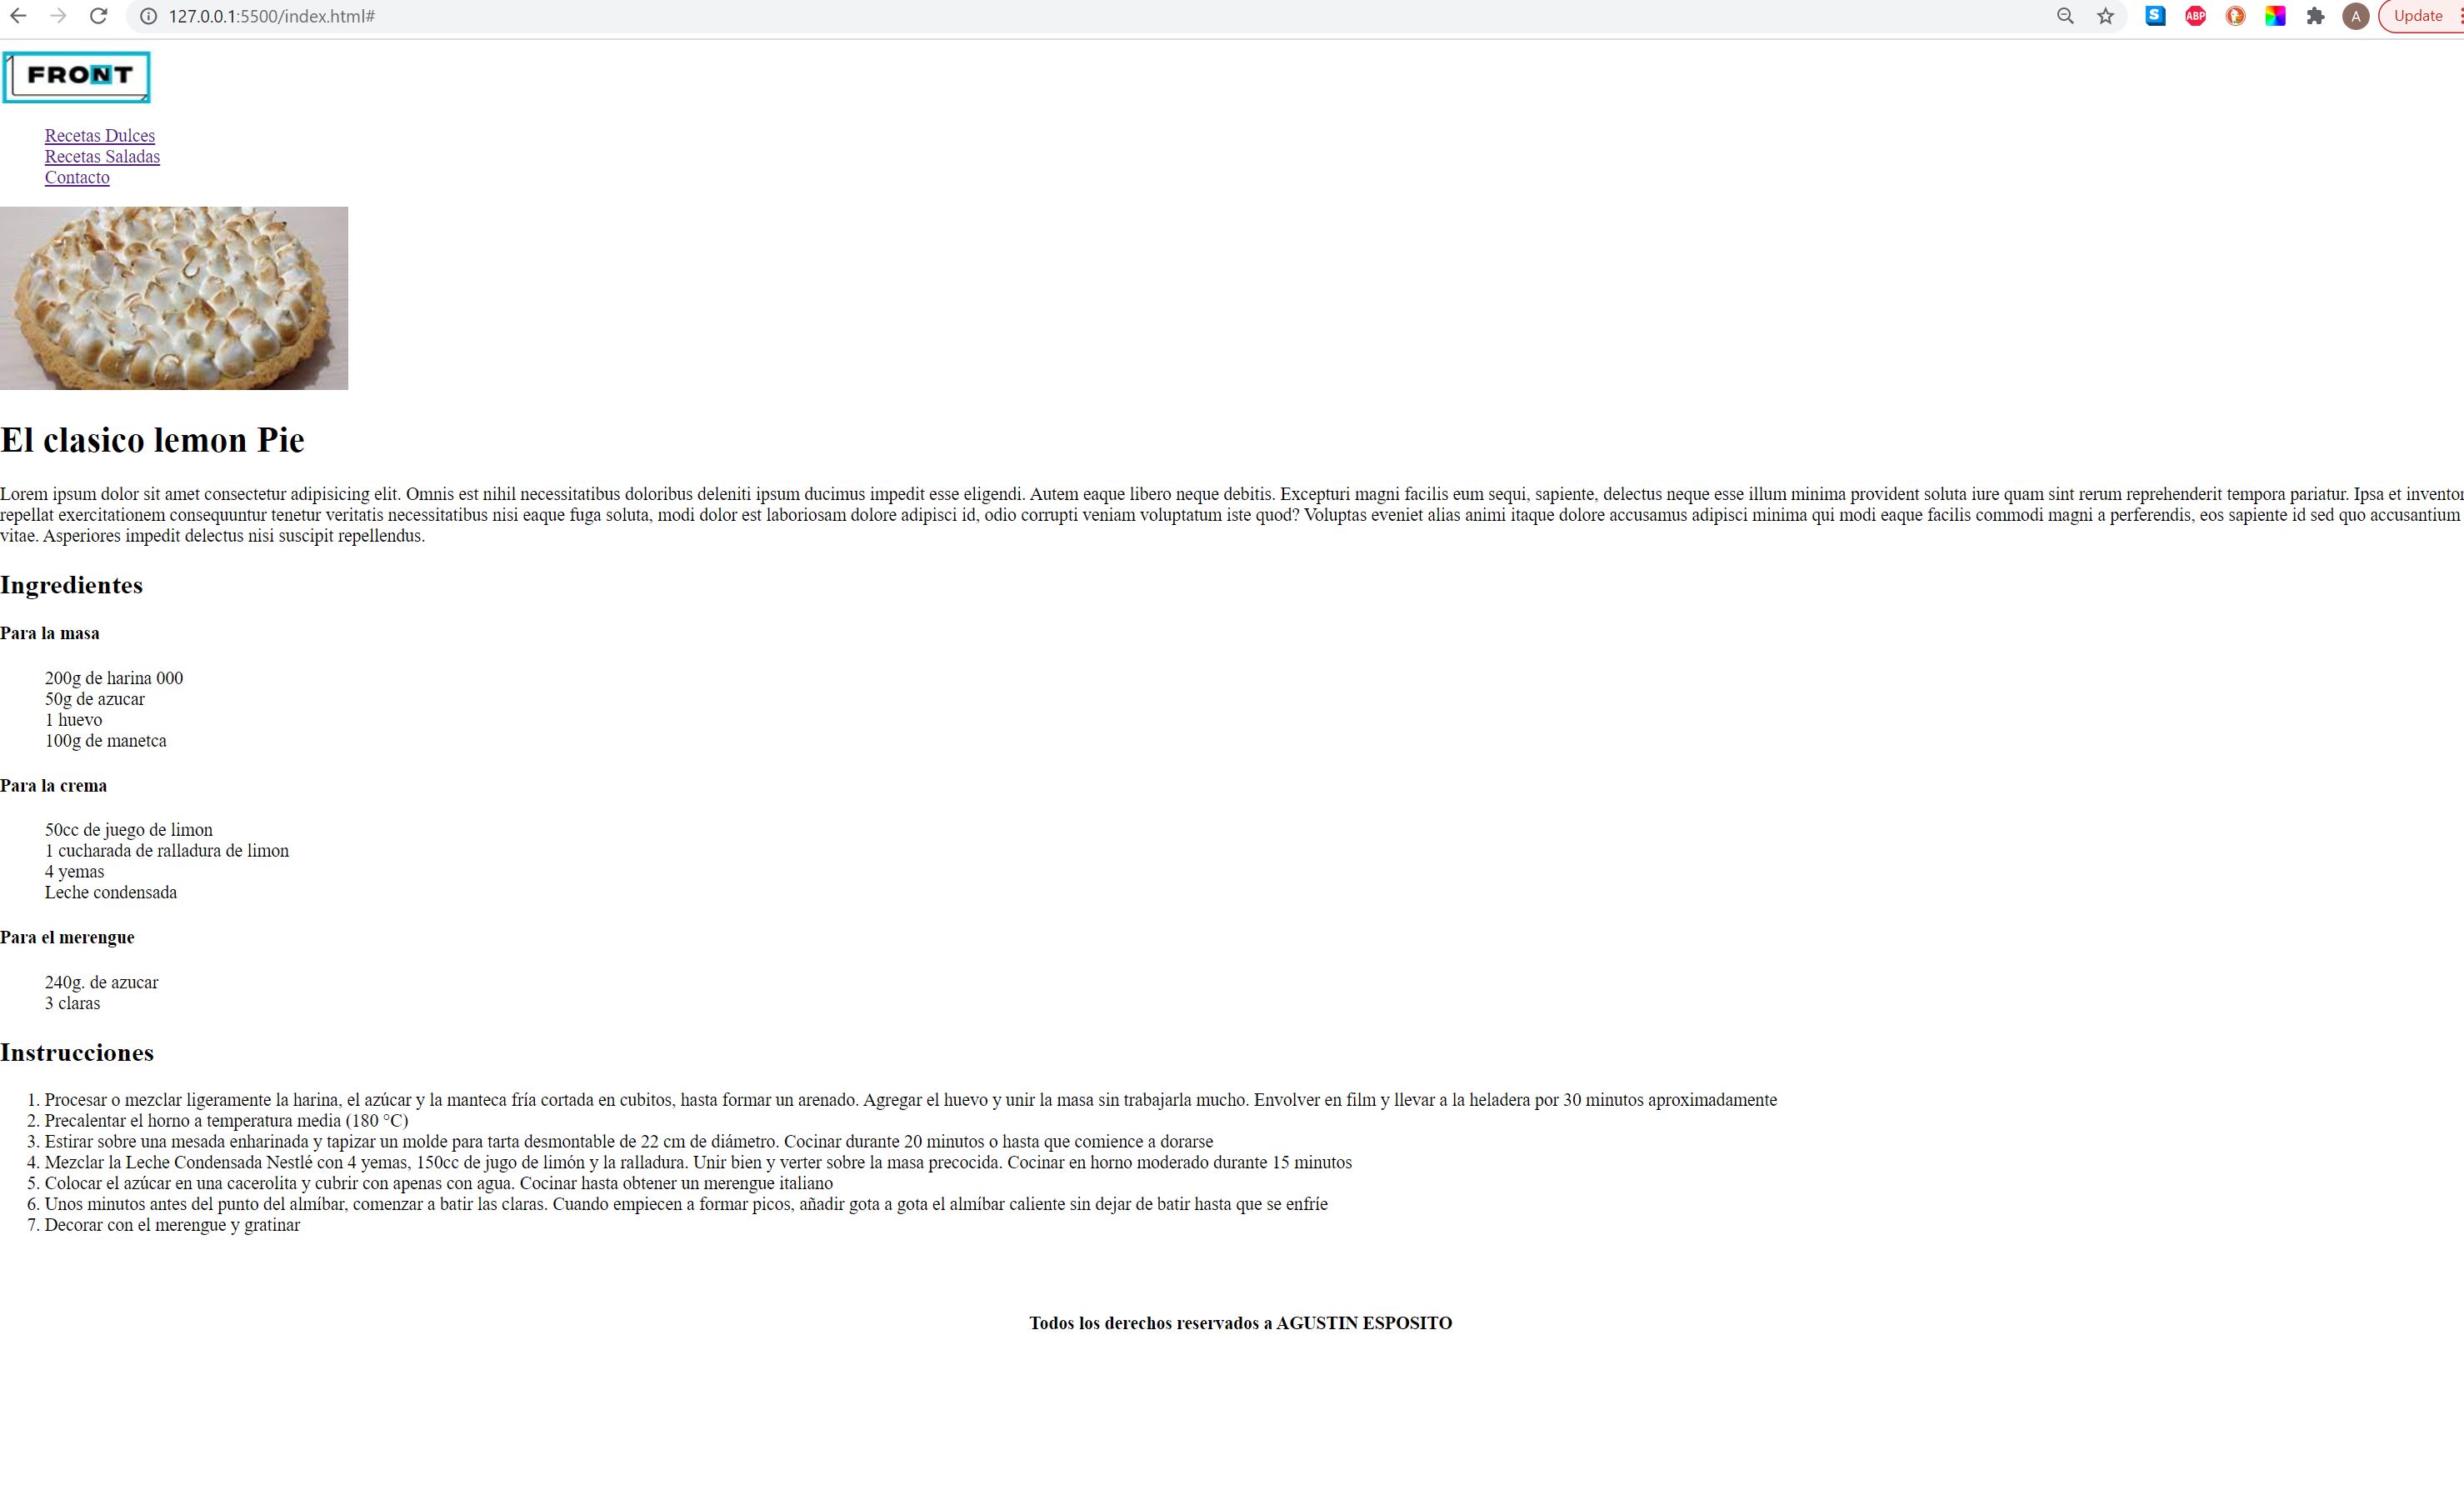 127.0.0.1:5500/index.html#
S
ABP
A
Update
FRONT
Recetas Dulces
Recetas Saladas
Contacto
El clasico lemon Pie
Lorem ipsum dolor sit amet consectetur adipisicing elit. Omnis est nihil necessitatibus doloribus deleniti ipsum ducimus impedit esse eligendi. Autem eaque libero neque debitis. Excepturi magni facilis eum sequi, sapiente, delectus neque esse illum minima provident soluta iure quam sint rerum reprehenderit tempora pariatur. Ipsa et inventor
repellat exercitationem consequuntur tenetur veritatis necessitatibus nisi eaque fuga soluta, modi dolor est laboriosam dolore adipisci id, odio corrupti veniam voluptatum iste quod? Voluptas eveniet alias animi itaque dolore accusamus adipisci minima qui modi eaque facilis commodi magni a perferendis, eos sapiente id sed quo accusantium
vitae. Asperiores impedit delectus nisi suscipit repellendus.
Ingredientes
Para la masa
200g de harina 000
50g de azucar
1 huevo
100g de manetca
Para la crema
50cc de juego de limon
1 cucharada de ralladura de limon
4 yemas
Leche condensada
Para el merengue
240g. de azucar
3 claras
Instrucciones
1. Procesar o mezclar ligeramente la harina, el azúcar y la manteca fría cortada en cubitos, hasta formar un arenado. Agregar el huevo y unir la masa sin trabajarla mucho. Envolver en film y llevar a la heladera por 30 minutos aproximadamente
2. Precalentar el horno a temperatura media (180 °C)
3. Estirar sobre una mesada enharinada y tapizar un molde para tarta desmontable de 22 cm de diámetro. Cocinar durante 20 minutos o hasta que comience a dorarse
4. Mezclar la Leche Condensada Nestlé con 4 yemas, 150cc de jugo de limón y la ralladura. Unir bien y verter sobre la masa precocida. Cocinar en horno moderado durante 15 minutos
5. Colocar el azúcar en una cacerolita y cubrir con apenas con agua. Cocinar hasta obtener un merengue italiano
6. Unos minutos antes del punto del almíbar, comenzar a batir las claras. Cuando empiecen a formar picos, añadir gota a gota el almíbar caliente sin dejar de batir hasta que se enfríe
7. Decorar con el merengue y gratinar
Todos los derechos reservados a AGUSTIN ESPOSITO